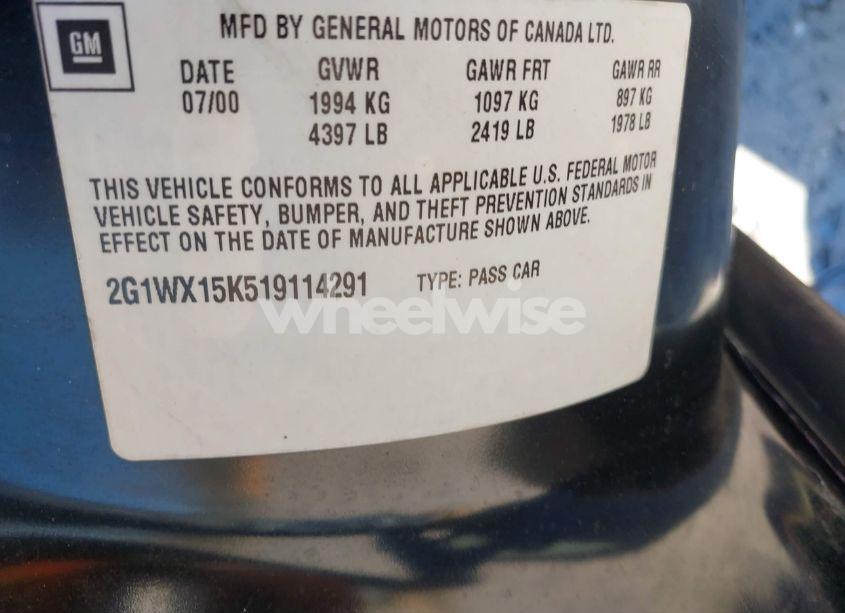 GM
MFD BY GENERAL MOTORS OF CANADA LTD.
DATE GVWR GAWR FRT GAWR RR
07/00 1994 KG 1097 KG 897 KG
4397 LB 2419 LB 1978 LB
THIS VEHICLE CONFORMS TO ALL APPLICABLE U.S. FEDERAL MOTOR
VEHICLE SAFETY, BUMPER, AND THEFT PREVENTION STANDARDS IN
EFFECT ON THE DATE OF MANUFACTURE SHOWN ABOVE.
2G1WX15K519114291 TYPE: PASS CAR
wheelwise